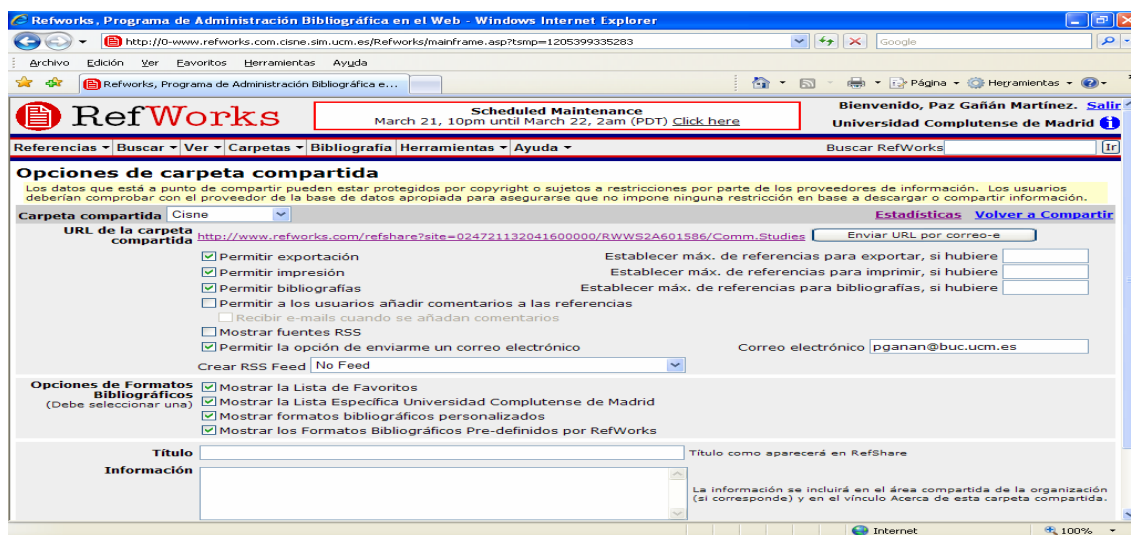 Refworks, Programa de Administración Bibliográfica en el Web - Windows Internet Explorer
http://0-www.refworks.com.cisne.sim.ucm.es/Refworks/mainframe.asp?tsmp=1205399335283
Google
Archivo Edición Ver Favoritos Herramientas Ayuda
Refworks, Programa de Administración Bibliográfica e...
Página Herramientas
RefWorks
Scheduled Maintenance
March 21, 10pm until March 22, 2am (PDT) Click here
Bienvenido, Paz Gañán Martínez. Salir
Universidad Complutense de Madrid
Referencias Buscar Ver Carpetas Bibliografía Herramientas Ayuda Buscar RefWorks Ir
Opciones de carpeta compartida
Los datos que está a punto de compartir pueden estar protegidos por copyright o sujetos a restricciones por parte de los proveedores de información. Los usuarios
deberían comprobar con el proveedor de la base de datos apropiada para asegurarse que no impone ninguna restricción en base a descargar o compartir información.
Carpeta compartida Cisne Estadísticas Volver a Compartir
URL de la carpeta
compartida http://www.refworks.com/refshare?site=024721132041600000/RWWS2A601586/Comm.Studies Enviar URL por correo-e
Permitir exportación Establecer máx. de referencias para exportar, si hubiere
Permitir impresión Establecer máx. de referencias para imprimir, si hubiere
Permitir bibliografías Establecer máx. de referencias para bibliografías, si hubiere
Permitir a los usuarios añadir comentarios a las referencias
Recibir e-mails cuando se añadan comentarios
Mostrar fuentes RSS
Permitir la opción de enviarme un correo electrónico Correo electrónico pganan@buc.ucm.es
Crear RSS Feed No Feed
Opciones de Formatos
Bibliográficos
(Debe seleccionar una)
Mostrar la Lista de Favoritos
Mostrar la Lista Específica Universidad Complutense de Madrid
Mostrar formatos bibliográficos personalizados
Mostrar los Formatos Bibliográficos Pre-definidos por RefWorks
Título Título como aparecerá en RefShare
Información
La información se incluirá en el área compartida de la organización
(si corresponde) y en el vínculo Acerca de esta carpeta compartida.
Internet 100%